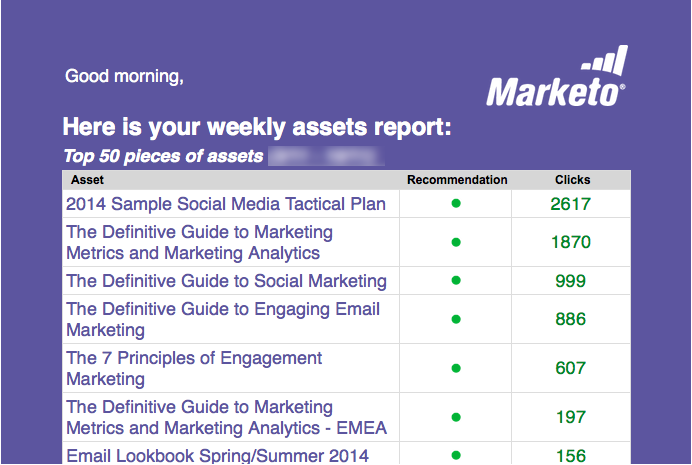 Good morning,
Marketo®
Here is your weekly assets report:
Top 50 pieces of assets
Asset Recommendation Clicks
2014 Sample Social Media Tactical Plan 2617
The Definitive Guide to Marketing
Metrics and Marketing Analytics 1870
The Definitive Guide to Social Marketing 999
The Definitive Guide to Engaging Email
Marketing 886
The 7 Principles of Engagement
Marketing 607
The Definitive Guide to Marketing
Metrics and Marketing Analytics - EMEA 197
Email Lookbook Spring/Summer 2014 156